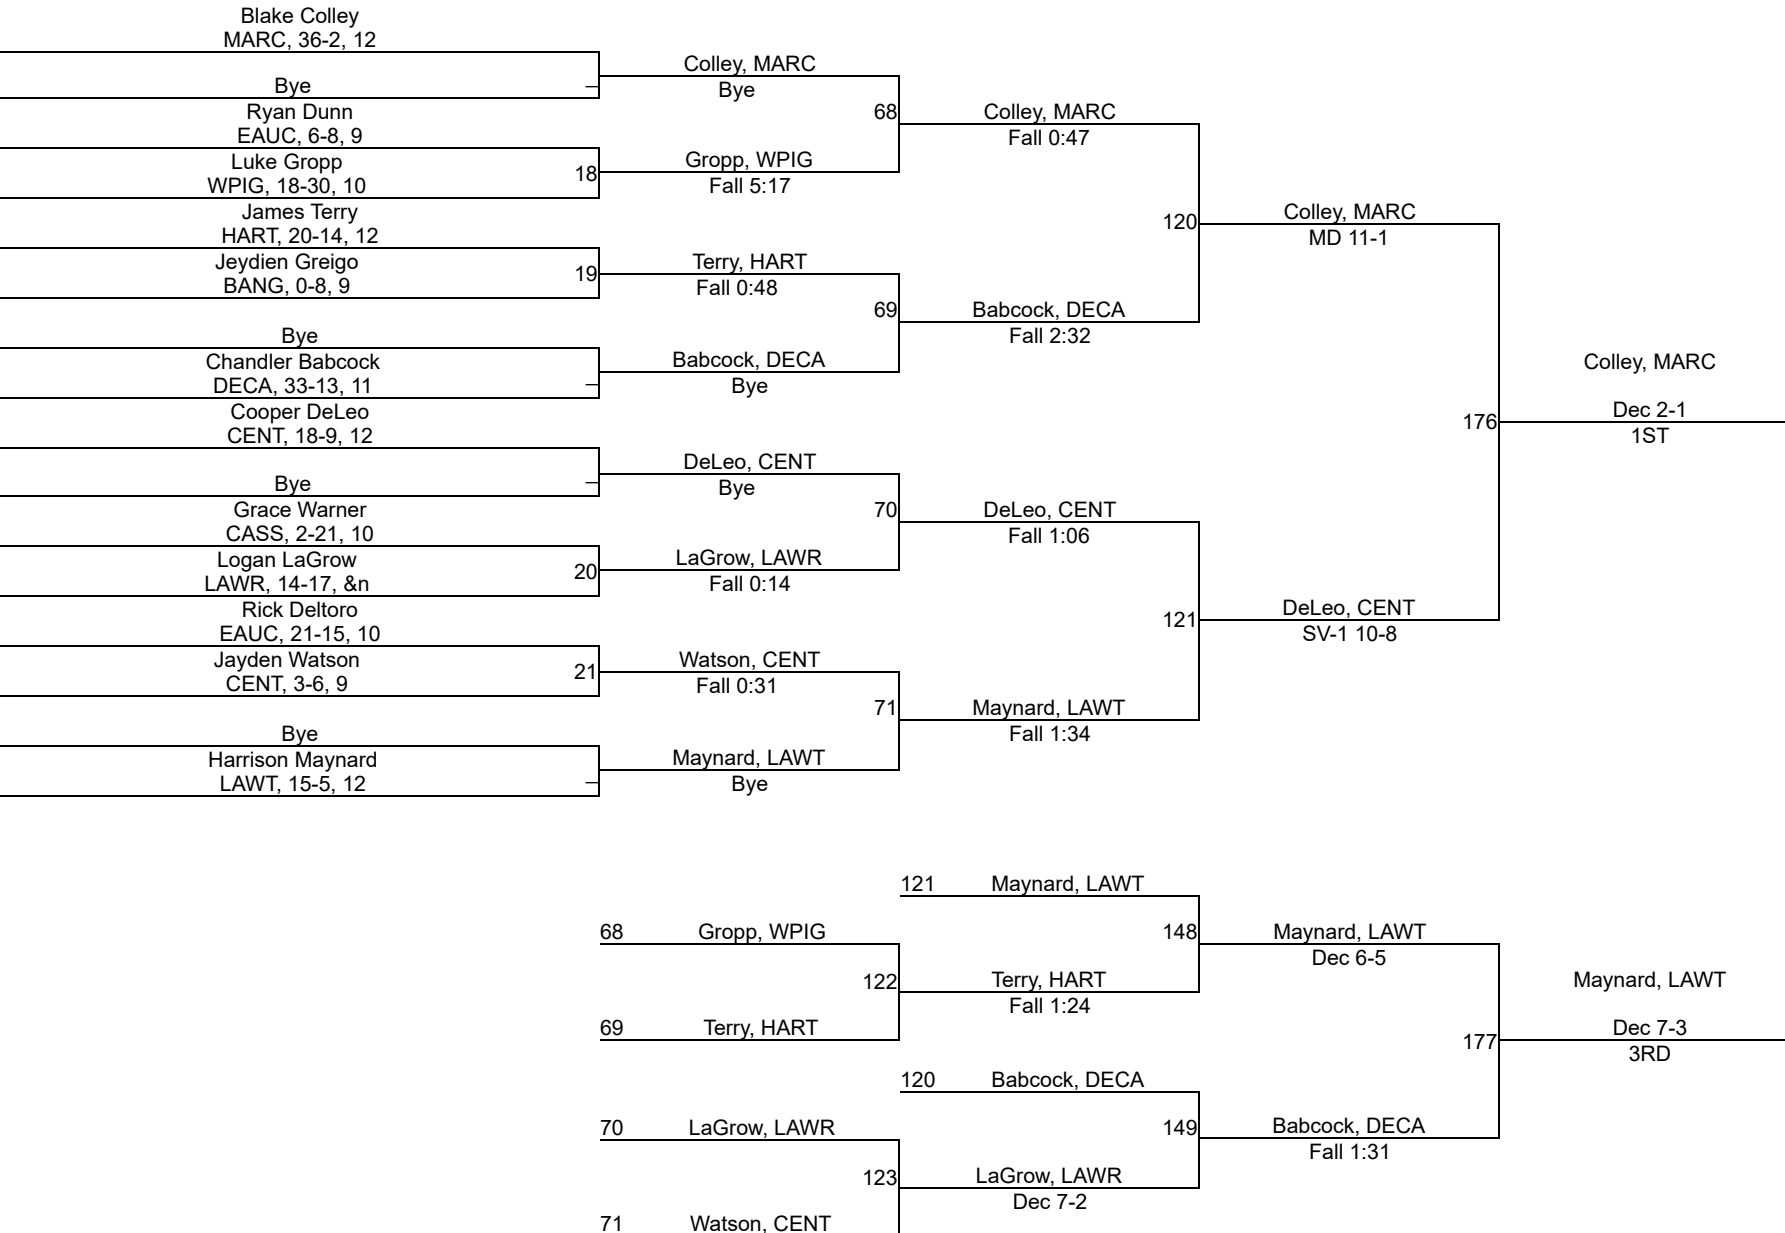 Blake Colley
MARC, 36-2, 12
Bye
Ryan Dunn
EAUC, 6-8, 9
Luke Gropp
WPIG, 18-30, 10
18
James Terry
HART, 20-14, 12
Jeydien Greigo
BANG, 0-8, 9
19
Bye
Chandler Babcock
DECA, 33-13, 11
Cooper DeLeo
CENT, 18-9, 12
Bye
Grace Warner
CASS, 2-21, 10
Logan LaGrow
LAWR, 14-17, &n
20
Rick Deltoro
EAUC, 21-15, 10
Jayden Watson
CENT, 3-6, 9
21
Bye
Harrison Maynard
LAWT, 15-5, 12
Colley, MARC
Bye
68
Gropp, WPIG
Fall 5:17
Terry, HART
Fall 0:48
69
Babcock, DECA
Bye
DeLeo, CENT
Bye
70
LaGrow, LAWR
Fall 0:14
Watson, CENT
Fall 0:31
71
Maynard, LAWT
Bye
Colley, MARC
Fall 0:47
120
Babcock, DECA
Fall 2:32
DeLeo, CENT
Fall 1:06
121
Maynard, LAWT
Fall 1:34
Colley, MARC
MD 11-1
176
DeLeo, CENT
SV-1 10-8
Colley, MARC
Dec 2-1
1ST
121 Maynard, LAWT
68 Gropp, WPIG
122
69 Terry, HART
Terry, HART
Fall 1:24
148
120 Babcock, DECA
70 LaGrow, LAWR
123
71 Watson, CENT
LaGrow, LAWR
Dec 7-2
149
Maynard, LAWT
Dec 6-5
177
Babcock, DECA
Fall 1:31
Maynard, LAWT
Dec 7-3
3RD